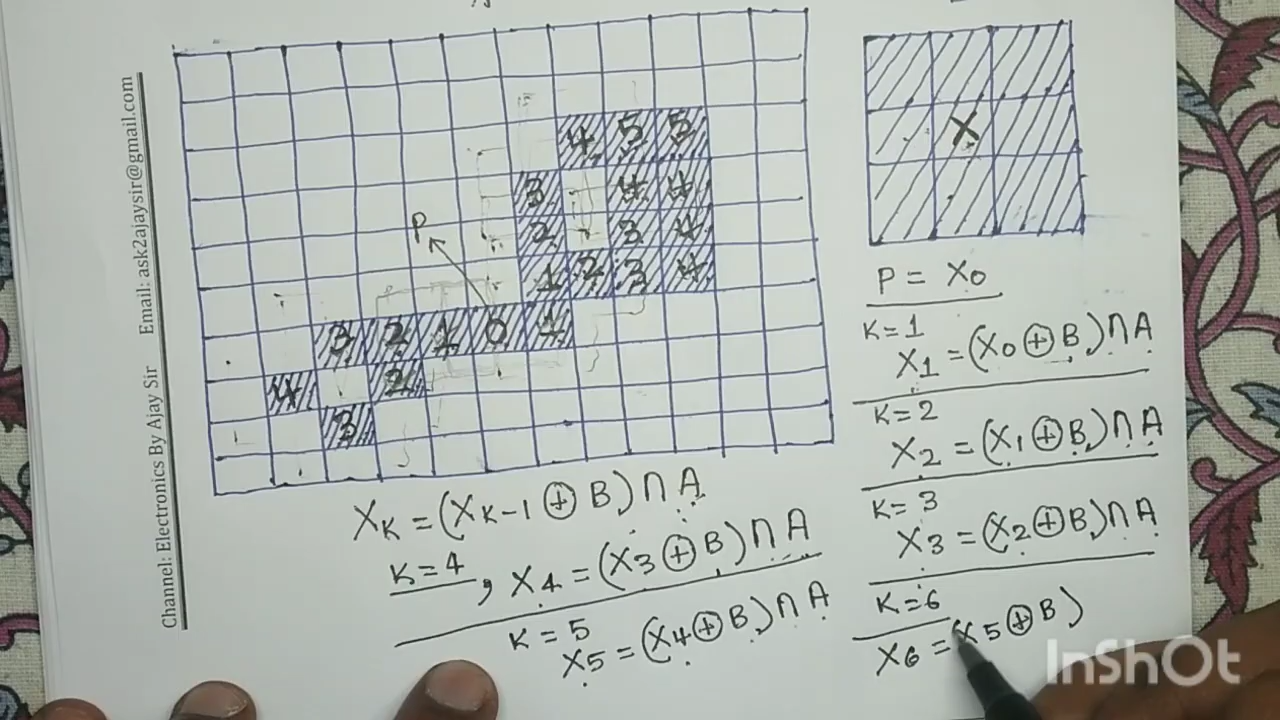 Channel: Electronics By Ajay Sir Email: ask2ajaysir@gmail.com
4 5 5
3 4 4
2 3 4
1 2 3 4
P
3 2 1 0 1
4 2
3
X
P = X0
K=1
X1 = (X0 ⊕ B) ∩ A
K=2
X2 = (X1 ⊕ B) ∩ A
K=3
X3 = (X2 ⊕ B) ∩ A
K=6
X6 = (X5 ⊕ B)
XK = (XK-1 ⊕ B) ∩ A
K=4, X4 = (X3 ⊕ B) ∩ A
K=5
X5 = (X4 ⊕ B) ∩ A
InShOt